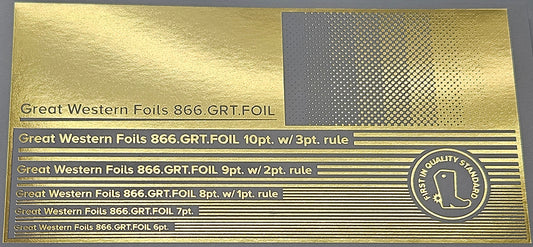 Great Western Foils 866.GRT.FOIL
Great Western Foils 866.GRT.FOIL 10pt. w/ 3pt. rule
Great Western Foils 866.GRT.FOIL 9pt. w/ 2pt. rule
Great Western Foils 866.GRT.FOIL 8pt. w/1pt. rule
Great Western Foils 866.GRT.FOIL 7pt.
Great Western Foils 866.GRT.FOIL 6pt.
FIRST IN QUALITY STANDARD